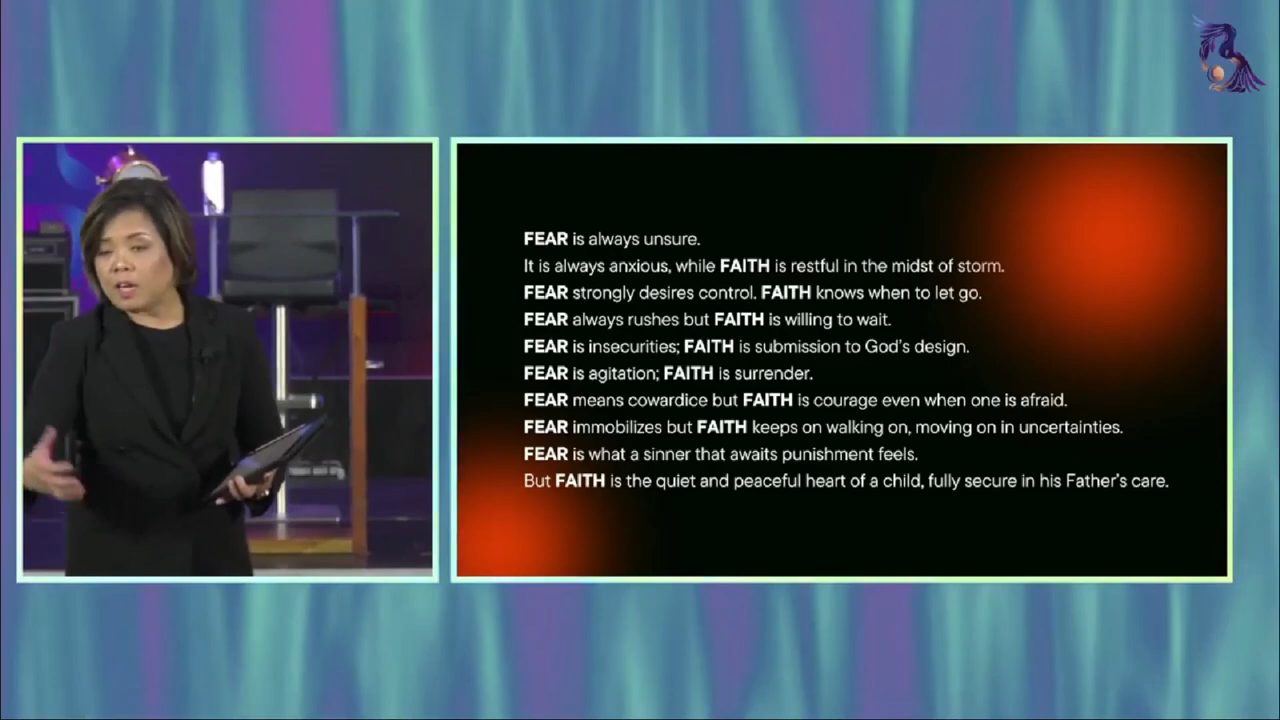 FEAR is always unsure.
It is always anxious, while FAITH is restful in the midst of storm.
FEAR strongly desires control. FAITH knows when to let go.
FEAR always rushes but FAITH is willing to wait.
FEAR is insecurities; FAITH is submission to God's design.
FEAR is agitation; FAITH is surrender.
FEAR means cowardice but FAITH is courage even when one is afraid.
FEAR immobilizes but FAITH keeps on walking on, moving on in uncertainties.
FEAR is what a sinner that awaits punishment feels.
But FAITH is the quiet and peaceful heart of a child, fully secure in his Father's care.